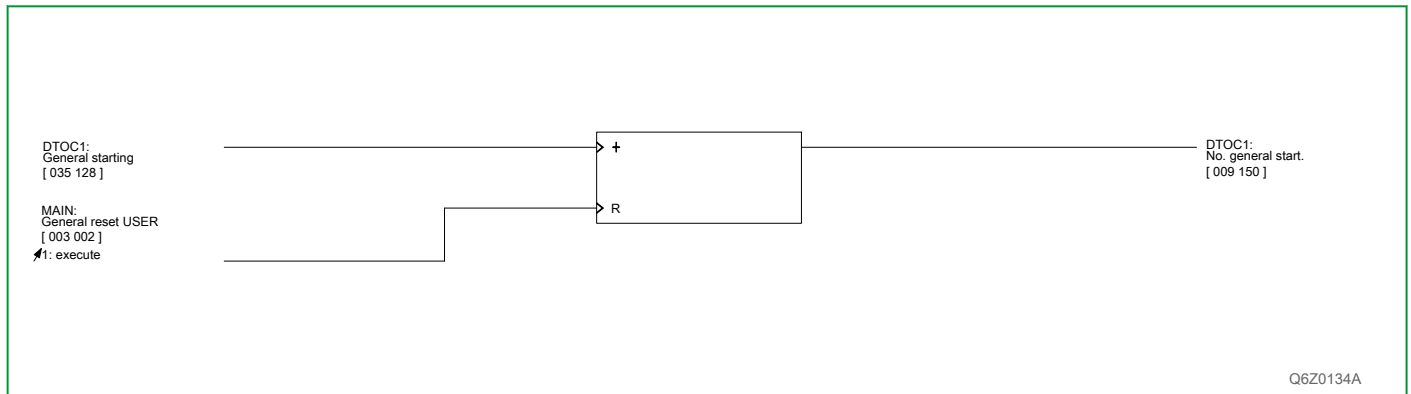 DTOC1:
General starting
[ 035 128 ]
MAIN:
General reset USER
[ 003 002 ]
1: execute
+
R
DTOC1:
No. general start.
[ 009 150 ]
Q6Z0134A